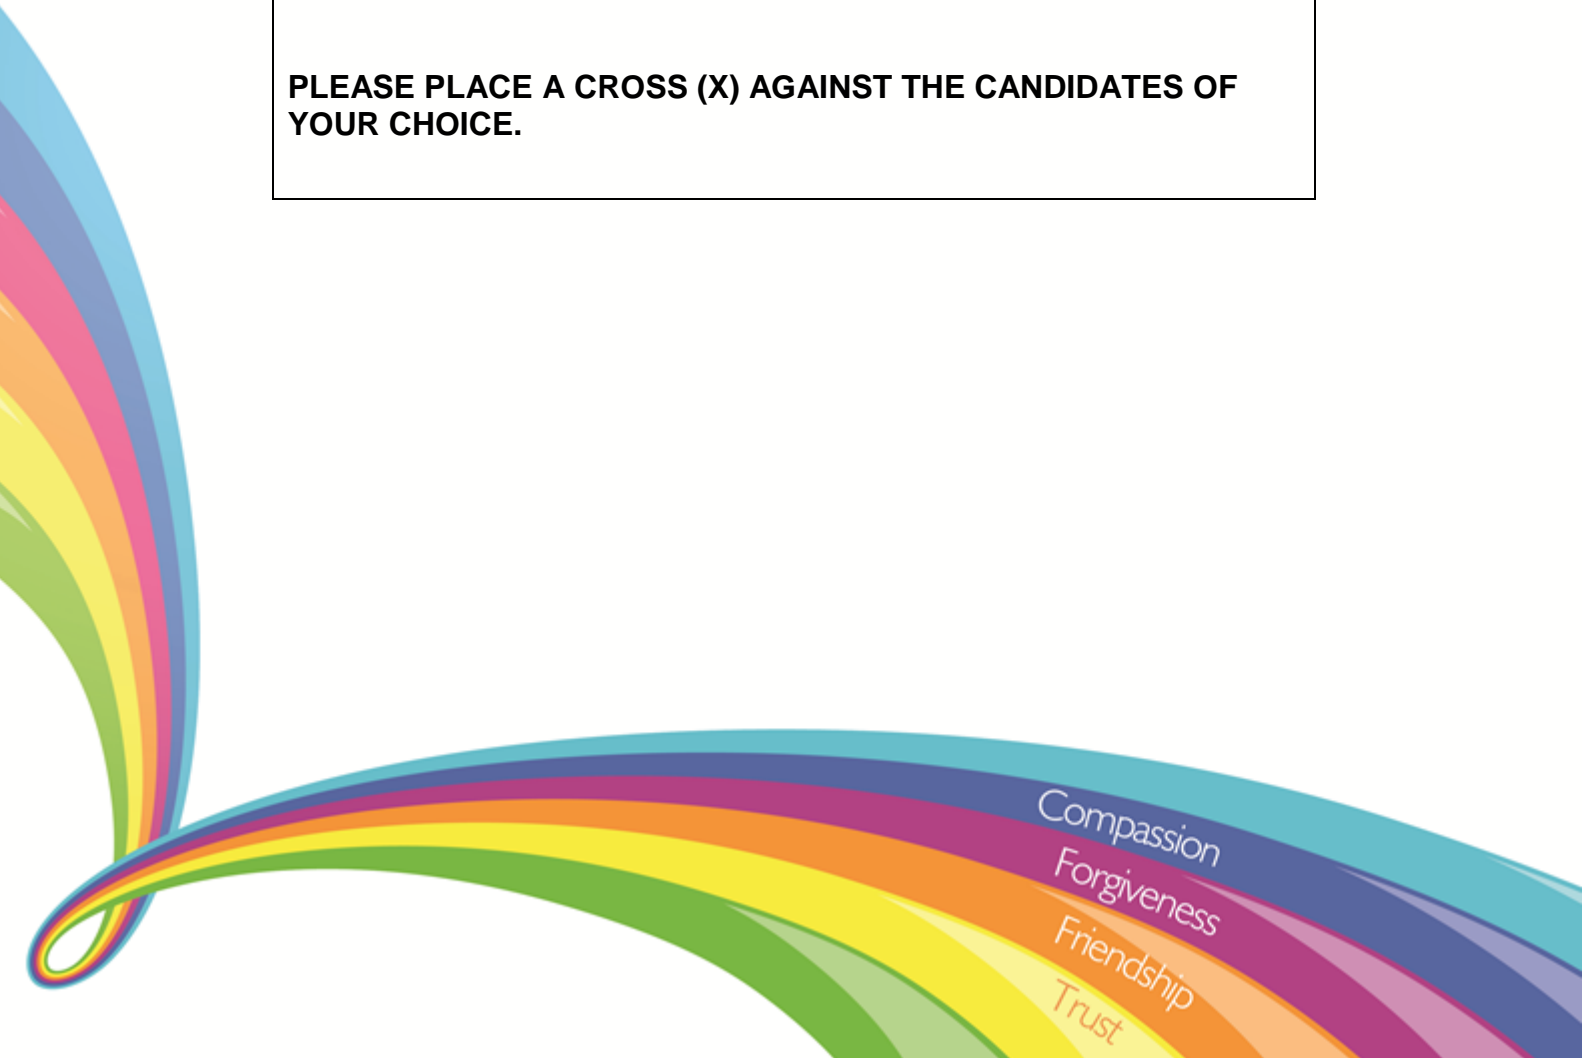 PLEASE PLACE A CROSS (X) AGAINST THE CANDIDATES OF
YOUR CHOICE.
Compassion
Forgiveness
Friendship
Trust